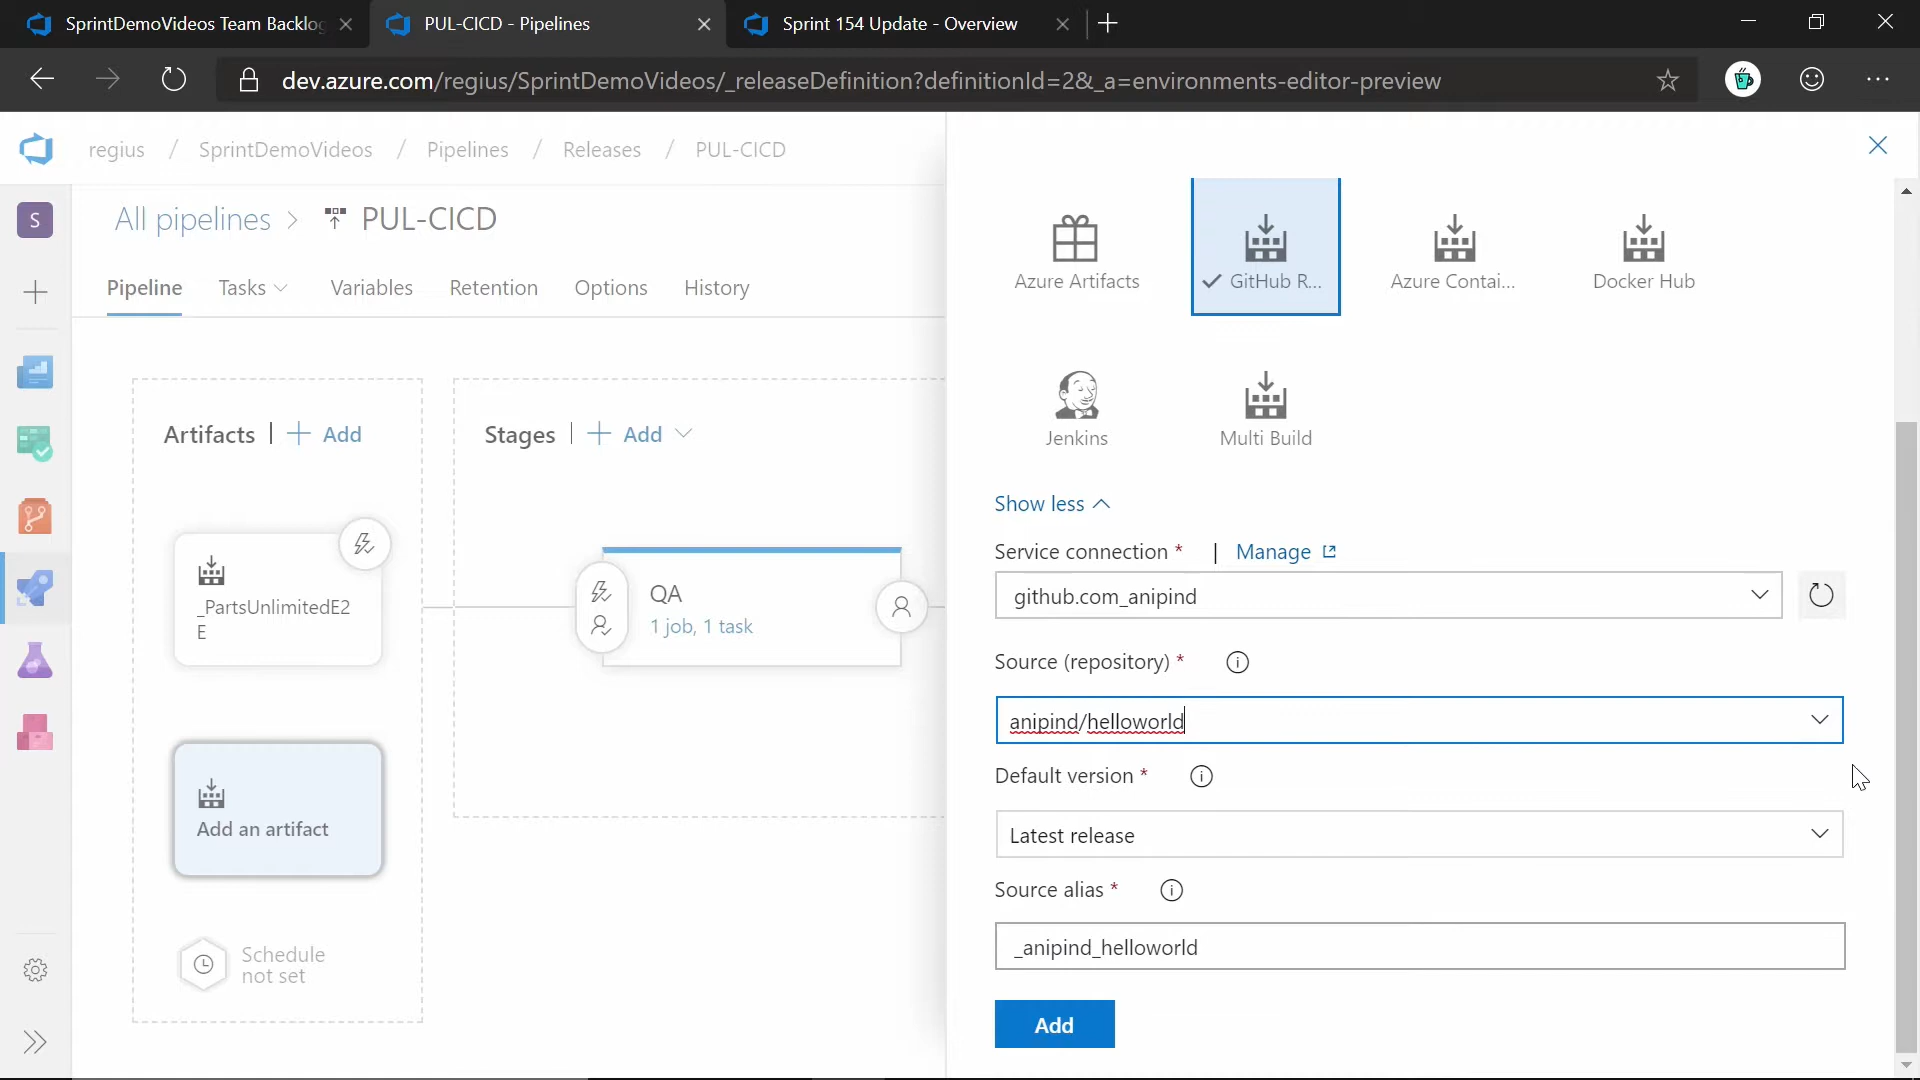 SprintDemoVideos Team Backlog
PUL-CICD - Pipelines
Sprint 154 Update - Overview
dev.azure.com/regius/SprintDemoVideos/_releaseDefinition?definitionId=2&_a=environments-editor-preview
regius / SprintDemoVideos / Pipelines / Releases / PUL-CICD
S
All pipelines > PUL-CICD
Pipeline Tasks Variables Retention Options History
Artifacts | + Add
Stages | + Add
_PartsUnlimitedE2
E
QA
1 job, 1 task
Add an artifact
Schedule
not set
Azure Artifacts
GitHub R...
Azure Contai...
Docker Hub
Jenkins
Multi Build
Show less
Service connection * | Manage
github.com_anipind
Source (repository) *
anipind/helloworld
Default version *
Latest release
Source alias *
_anipind_helloworld
Add